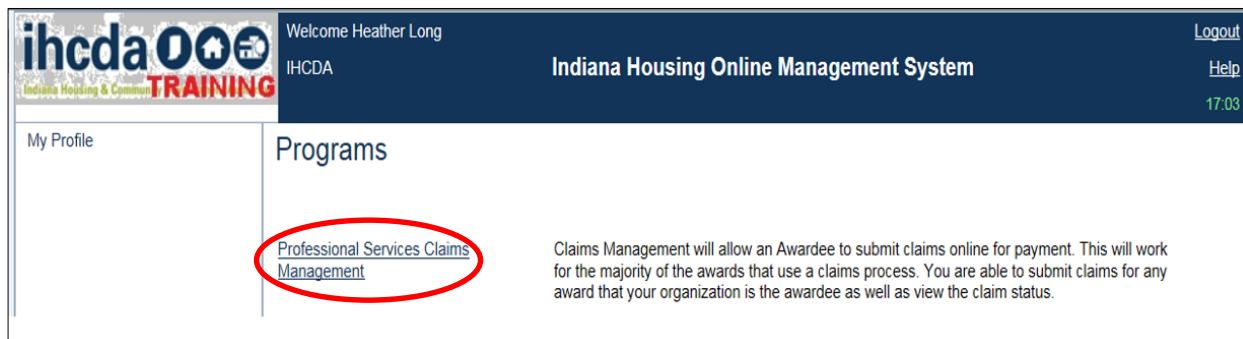 Welcome Heather Long
Logout
ihcda
IHCDA
Indiana Housing Online Management System
Help
Indiana Housing & Commun
TRAINING
17:03
My Profile
Programs
Professional Services Claims
Management
Claims Management will allow an Awardee to submit claims online for payment. This will work
for the majority of the awards that use a claims process. You are able to submit claims for any
award that your organization is the awardee as well as view the claim status.